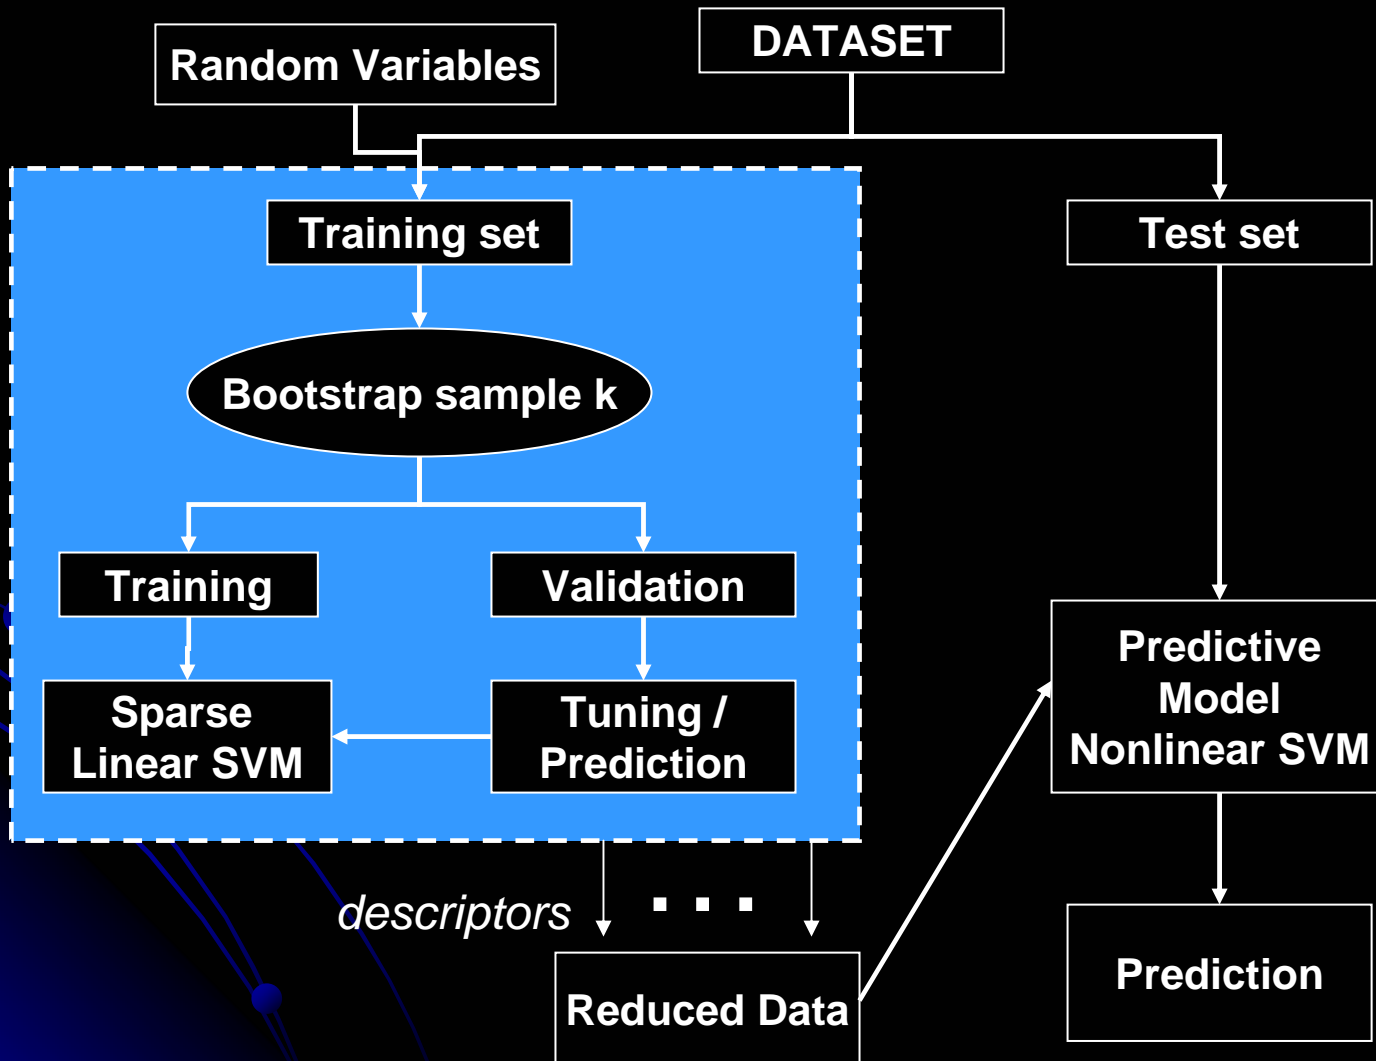 DATASET
Random Variables
Training set
Test set
Bootstrap sample k
Training
Validation
Sparse
Linear SVM
Tuning /
Prediction
Predictive
Model
Nonlinear SVM
descriptors
...
Reduced Data
Prediction